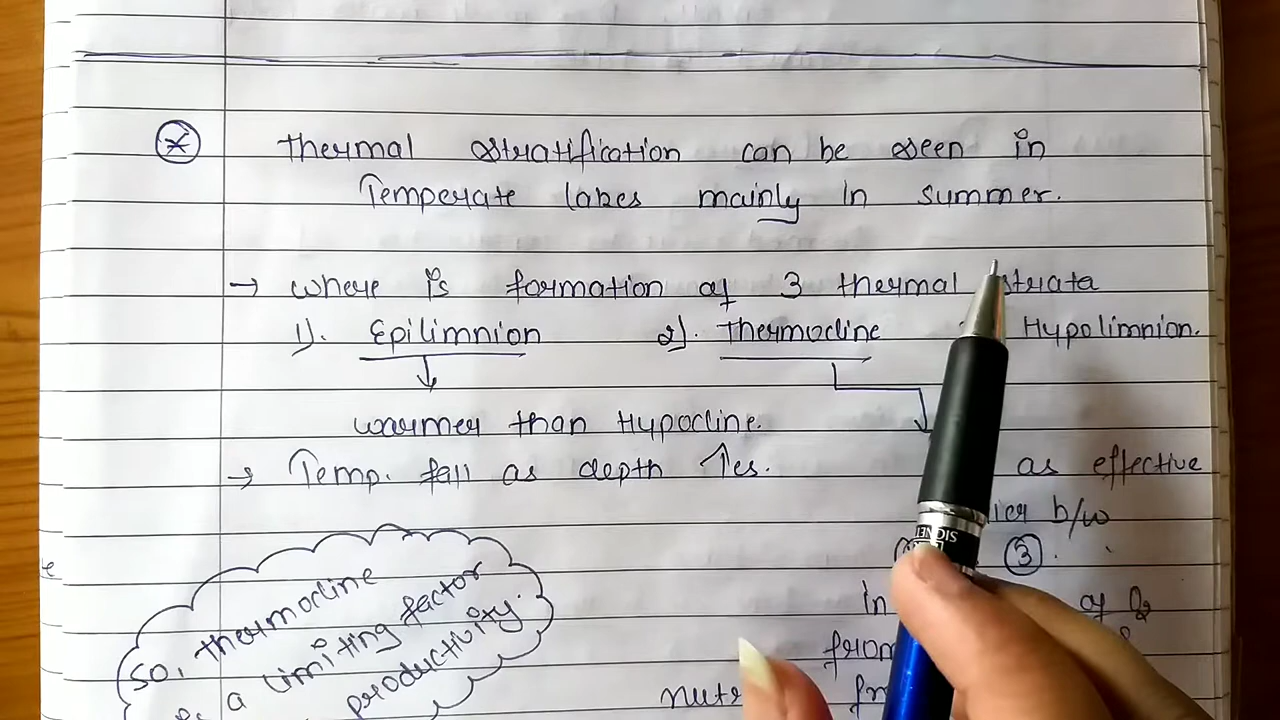 Thermal stratification can be seen in
Temperate lakes mainly in summer.
→ where is formation of 3 thermal strata
1). Epilimnion 2). Thermocline Hypolimnion.
warmer than Hypocline.
→ Temp. fall as depth ↑es.
as effective
b/w
③.
In of O₂
from
So, thermocline
a limiting factor
productivity.